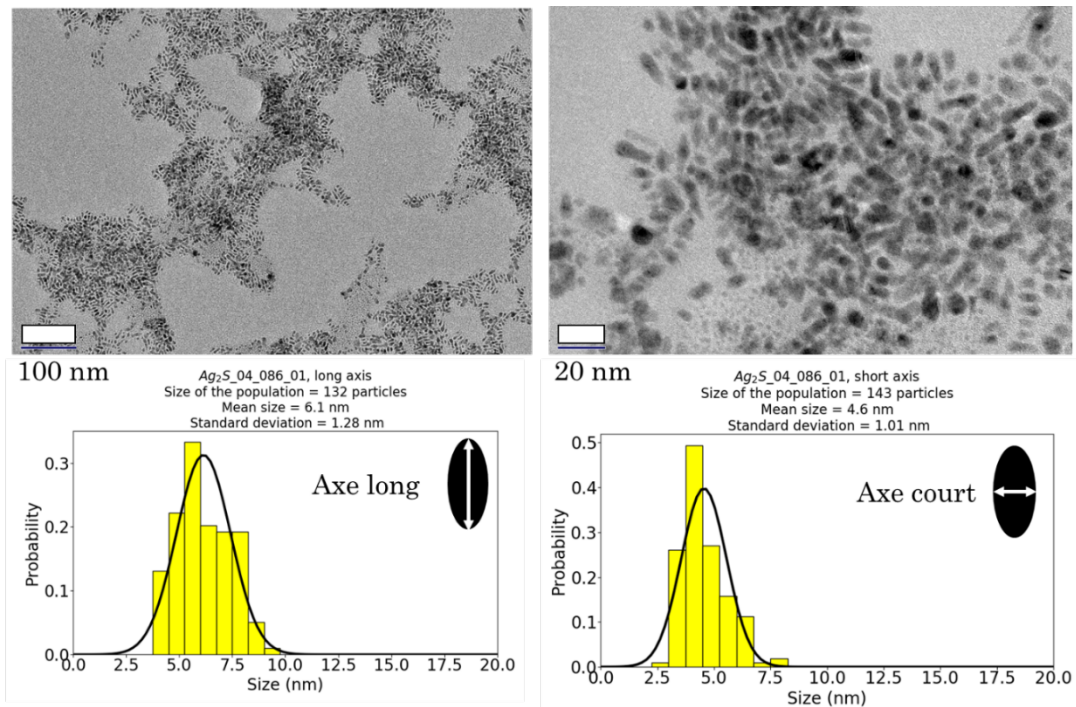 100 nm
Ag₂S_04_086_01, long axis
Size of the population = 132 particles
Mean size = 6.1 nm
Standard deviation = 1.28 nm
Axe long
Probability
0.3
0.2
0.1
0.0
0.0 2.5 5.0 7.5 10.0 12.5 15.0 17.5 20.0
Size (nm)
20 nm
Ag₂S_04_086_01, short axis
Size of the population = 143 particles
Mean size = 4.6 nm
Standard deviation = 1.01 nm
Axe court
Probability
0.5
0.4
0.3
0.2
0.1
0.0
0.0 2.5 5.0 7.5 10.0 12.5 15.0 17.5 20.0
Size (nm)